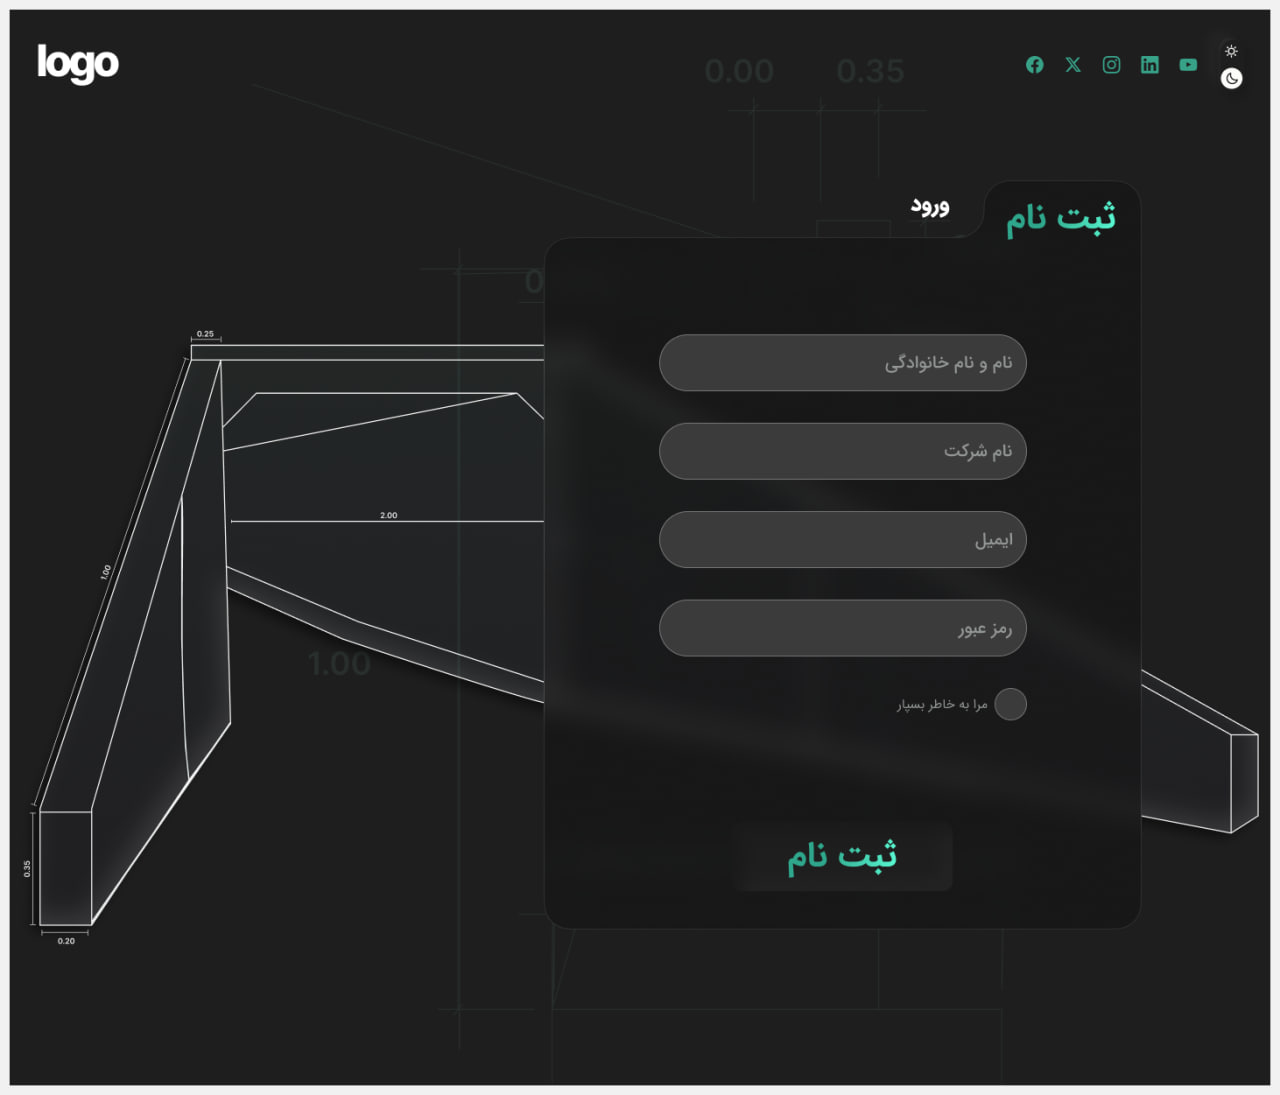 logo
0.00
0.35
ثبت نام
ورود
0
0.25
نام و نام خانوادگی
نام شرکت
2.00
ایمیل
1.00
رمز عبور
1.00
مرا به خاطر بسپار
ثبت نام
0.35
0.20